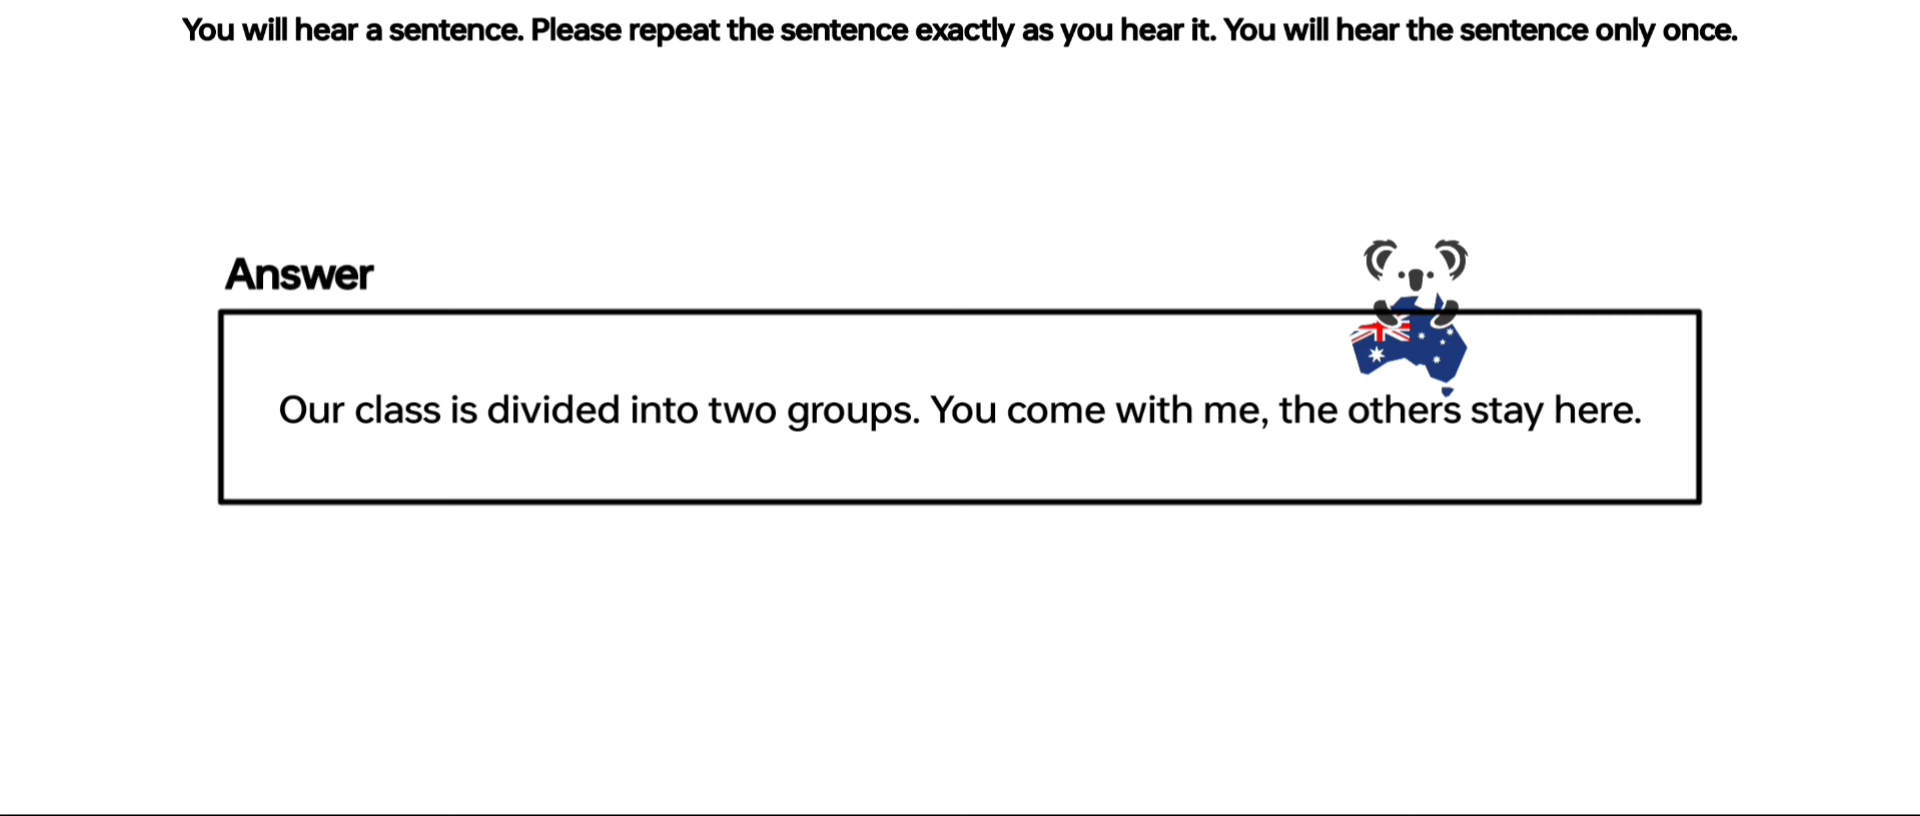 You will hear a sentence. Please repeat the sentence exactly as you hear it. You will hear the sentence only once.
Answer
Our class is divided into two groups. You come with me, the others stay here.